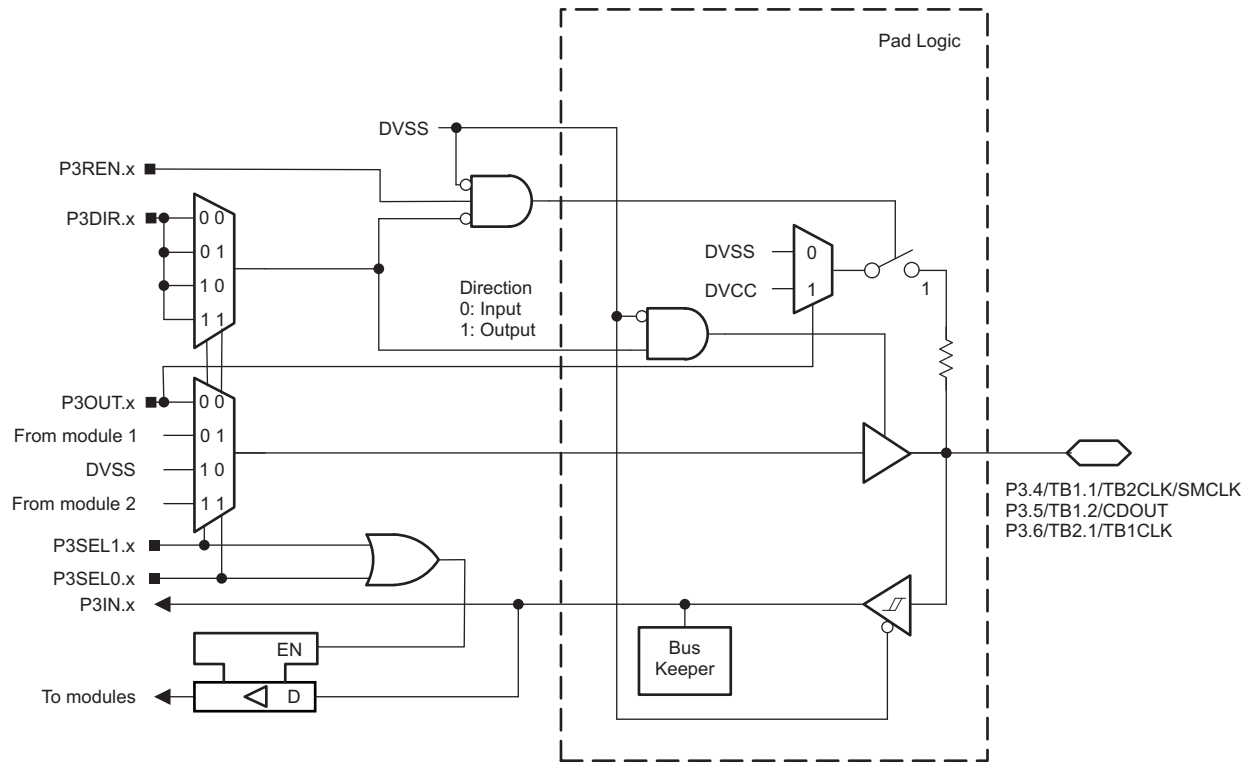 Pad Logic
DVSS
P3REN.x
P3DIR.x
0 0
0 1
1 0
1 1
Direction
0: Input
1: Output
DVSS
0
DVCC
1
1
P3OUT.x
0 0
From module 1
0 1
DVSS
1 0
From module 2
1 1
P3.4/TB1.1/TB2CLK/SMCLK
P3.5/TB1.2/CDOUT
P3.6/TB2.1/TB1CLK
P3SEL1.x
P3SEL0.x
P3IN.x
EN
Bus
Keeper
To modules
D